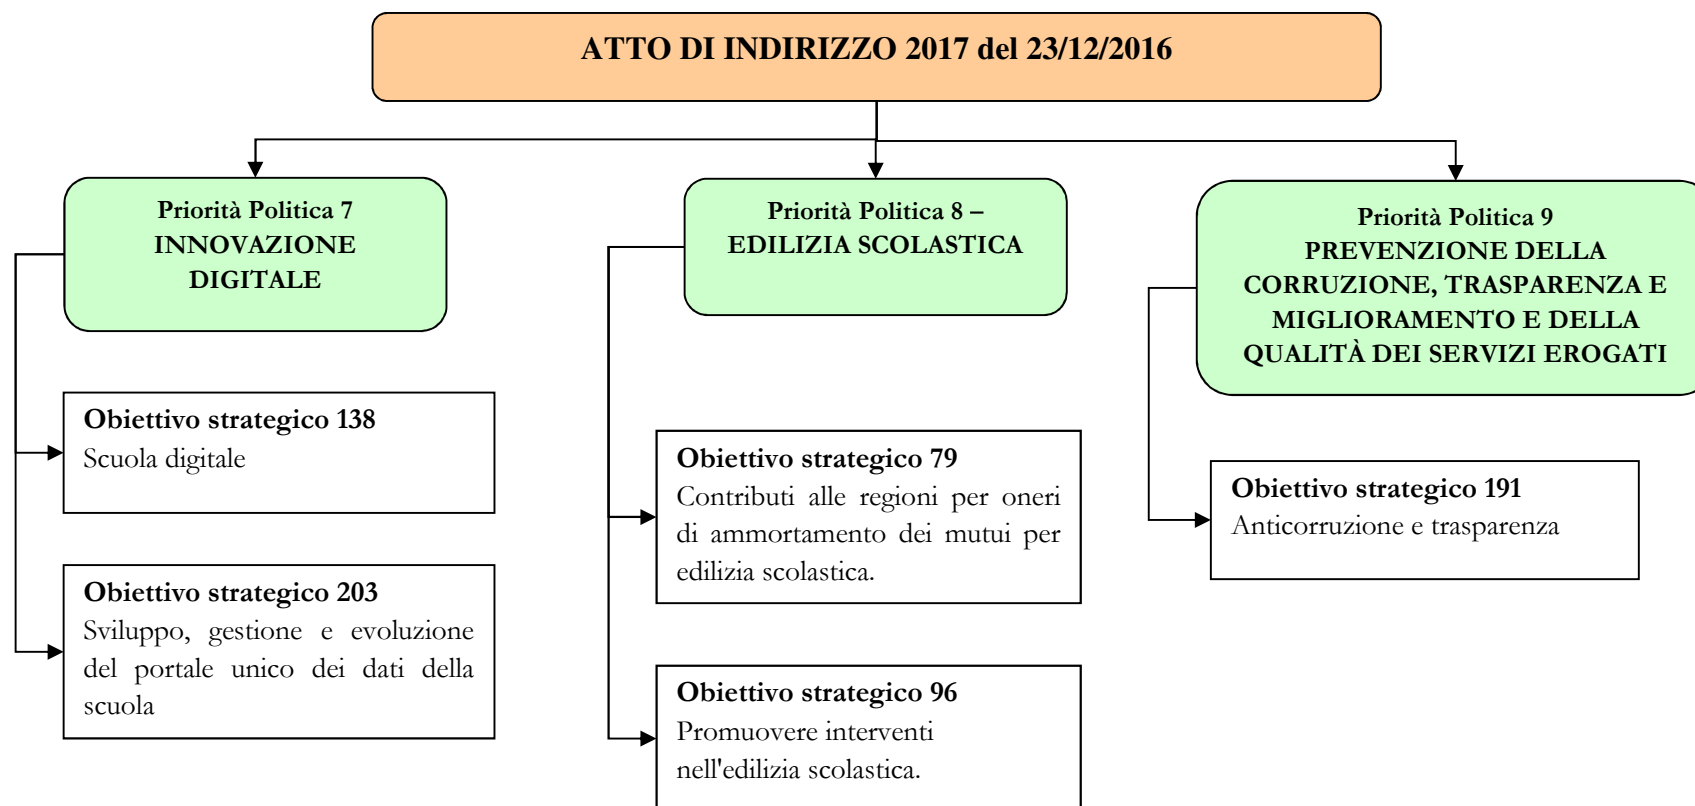 ATTO DI INDIRIZZO 2017 del 23/12/2016
Priorità Politica 7
INNOVAZIONE
DIGITALE
Obiettivo strategico 138
Scuola digitale
Obiettivo strategico 203
Sviluppo, gestione e evoluzione
del portale unico dei dati della
scuola
Priorità Politica 8 –
EDILIZIA SCOLASTICA
Obiettivo strategico 79
Contributi alle regioni per oneri
di ammortamento dei mutui per
edilizia scolastica.
Obiettivo strategico 96
Promuovere interventi
nell'edilizia scolastica.
Priorità Politica 9
PREVENZIONE DELLA
CORRUZIONE, TRASPARENZA E
MIGLIORAMENTO E DELLA
QUALITÀ DEI SERVIZI EROGATI
Obiettivo strategico 191
Anticorruzione e trasparenza